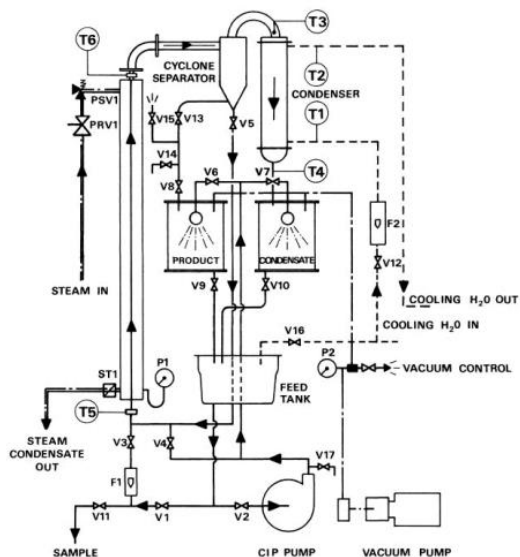 T6
T3
CYCLONE
SEPARATOR
T2
CONDENSER
PSV1
PRV1
V15
V13
V5
T1
V14
V6
V7
T4
V8
F2
PRODUCT
CONDENSATE
V12
STEAM IN
V9
V10
COOLING H20 OUT
COOLING H20 IN
V16
P1
P2
VACUUM CONTROL
ST1
FEED
TANK
T5
STEAM
CONDENSATE
OUT
V3
V4
V17
F1
V11
V1
V2
SAMPLE
CIP PUMP
VACUUM PUMP